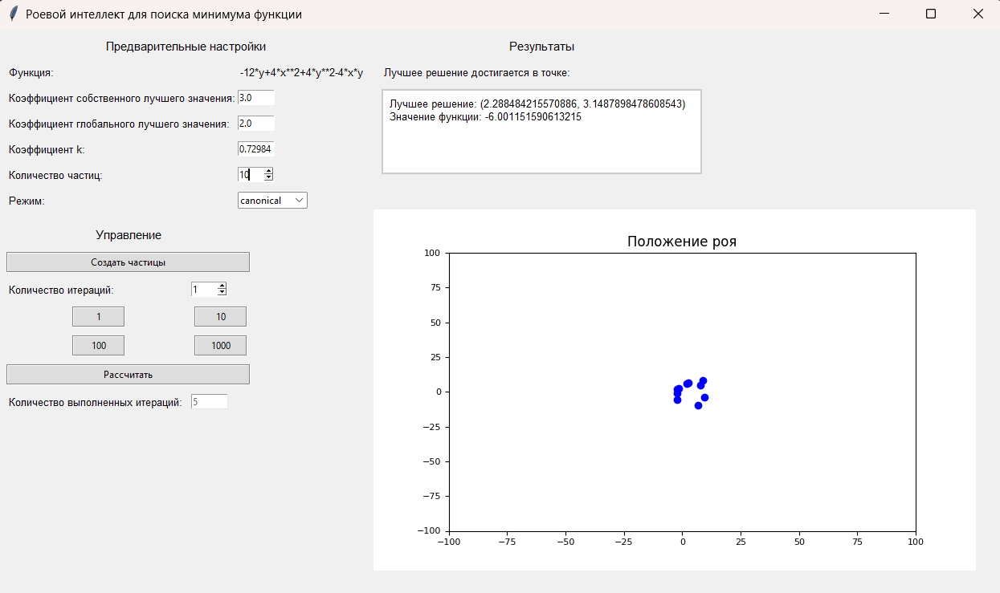 Роевой интеллект для поиска минимума функции
Предварительные настройки
Функция: -12*y+4*x**2+4*y**2-4*x*y
Коэффициент собственного лучшего значения: 3.0
Коэффициент глобального лучшего значения: 2.0
Коэффициент k: 0.72984
Количество частиц: 10
Режим: canonical
Управление
Создать частицы
Количество итераций: 1
1 10
100 1000
Рассчитать
Количество выполненных итераций: 5
Результаты
Лучшее решение достигается в точке:
Лучшее решение: (2.288484215570886, 3.1487898478608543)
Значение функции: -6.001151590613215
Положение роя
100
75
50
25
0
−25
−50
−75
−100
−100 −75 −50 −25 0 25 50 75 100